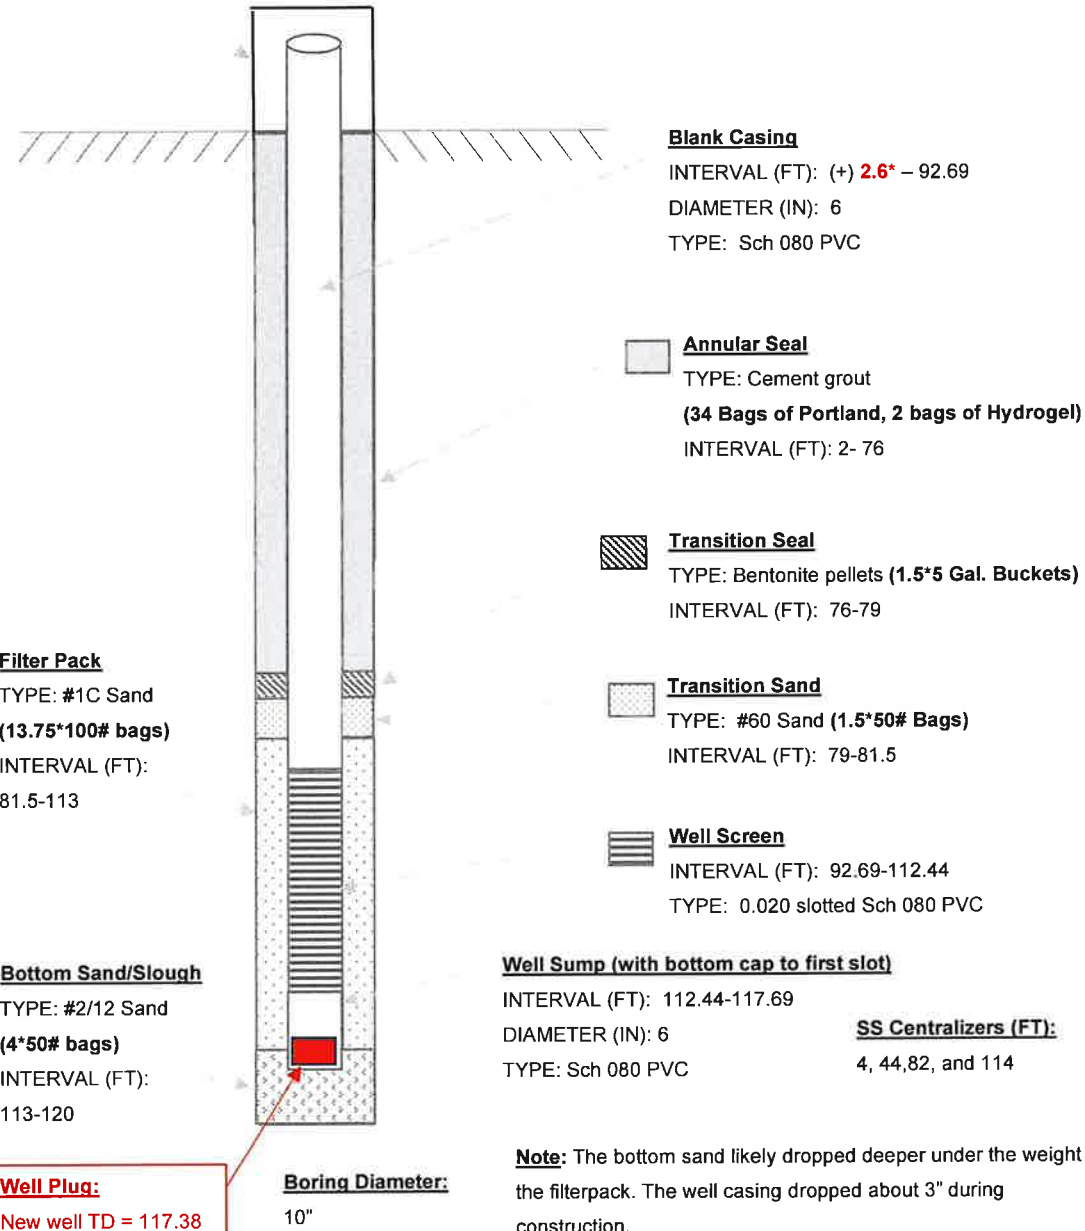 Blank Casing
INTERVAL (FT): (+) 2.6* – 92.69
DIAMETER (IN): 6
TYPE: Sch 080 PVC
Annular Seal
TYPE: Cement grout
(34 Bags of Portland, 2 bags of Hydrogel)
INTERVAL (FT): 2- 76
Transition Seal
TYPE: Bentonite pellets (1.5*5 Gal. Buckets)
INTERVAL (FT): 76-79
Filter Pack
TYPE: #1C Sand
(13.75*100# bags)
INTERVAL (FT):
81.5-113
Transition Sand
TYPE: #60 Sand (1.5*50# Bags)
INTERVAL (FT): 79-81.5
Well Screen
INTERVAL (FT): 92.69-112.44
TYPE: 0.020 slotted Sch 080 PVC
Bottom Sand/Slough
TYPE: #2/12 Sand
(4*50# bags)
INTERVAL (FT):
113-120
Well Sump (with bottom cap to first slot)
INTERVAL (FT): 112.44-117.69
DIAMETER (IN): 6
TYPE: Sch 080 PVC
SS Centralizers (FT):
4, 44,82, and 114
Well Plug:
New well TD = 117.38
Boring Diameter:
10"
Note: The bottom sand likely dropped deeper under the weight
the filterpack. The well casing dropped about 3" during
construction.